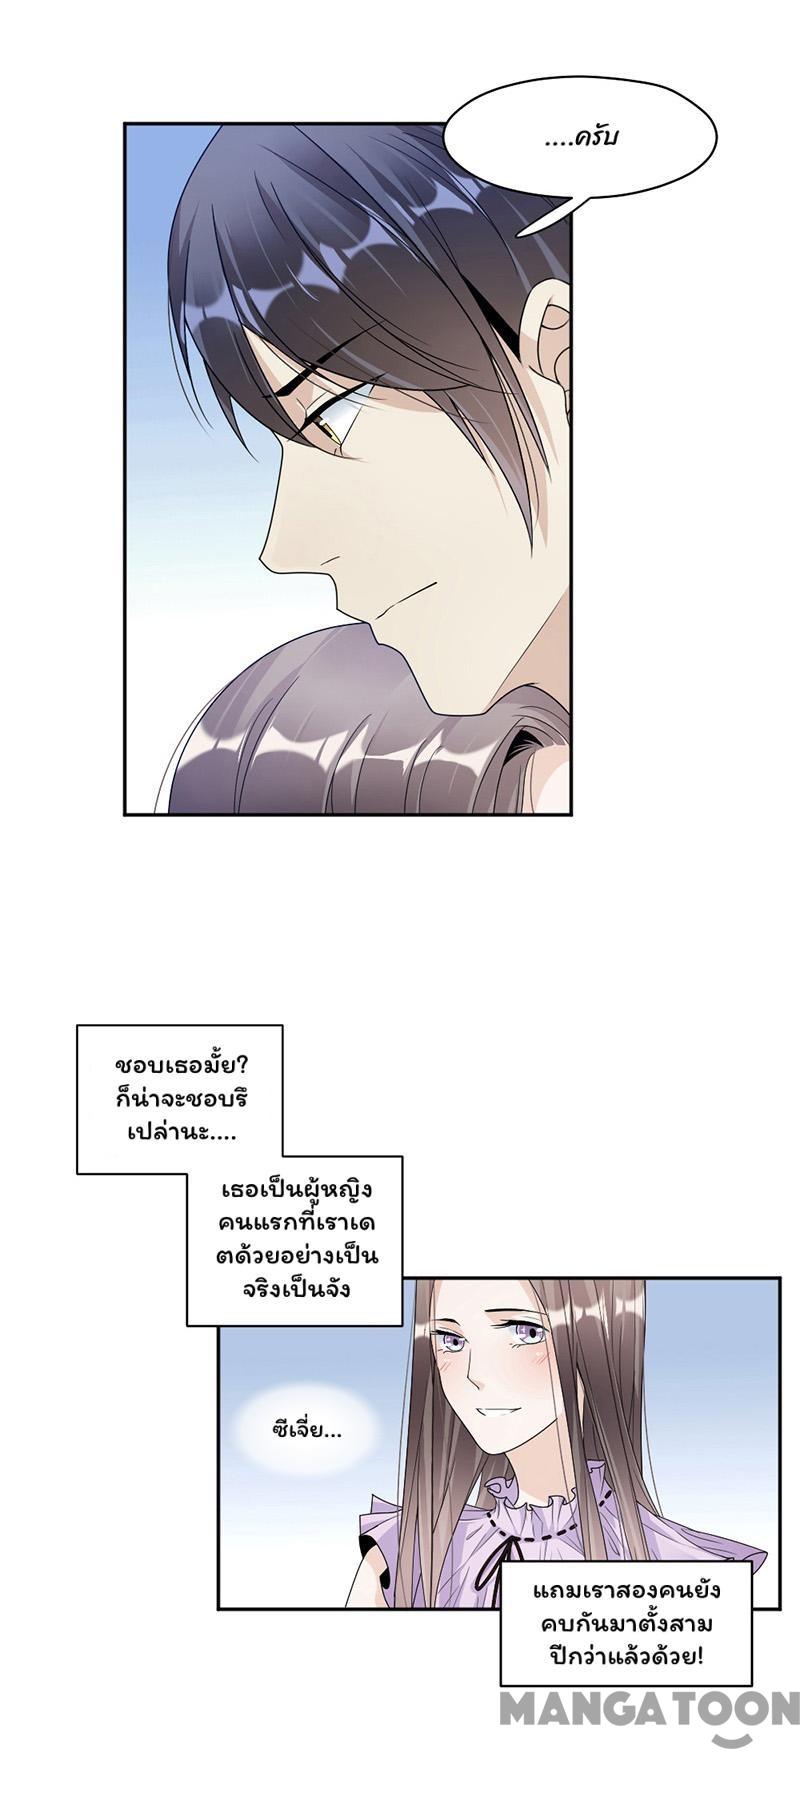 ....ครับ
ชอบเธอมั้ย?
ก็น่าจะชอบรึ
เปล่านะ....
เธอเป็นผู้หญิง
คนแรกที่เราเด
ตด้วยอย่างเป็น
จริงเป็นจัง
ซีเจี่ย...
แถมเราสองคนยัง
คบกันมาตั้งสาม
ปีกว่าแล้วด้วย!
MANGATOON